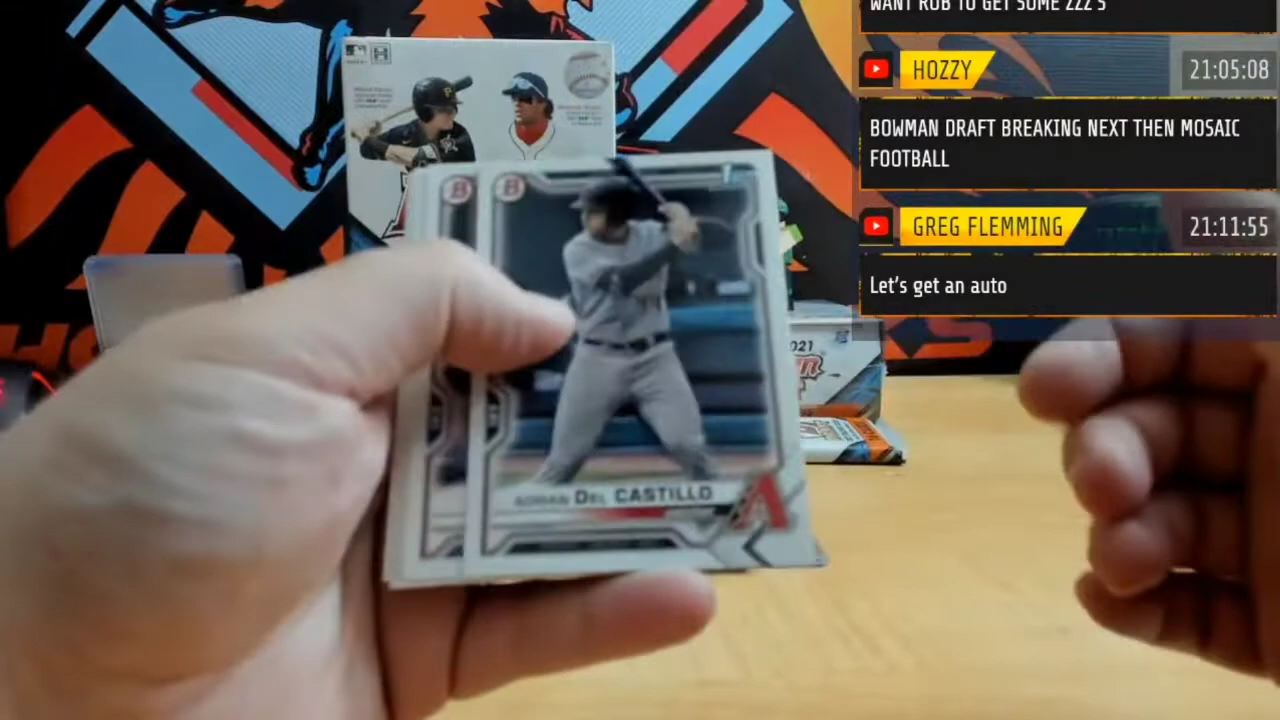 WANT ROB TO GET SOME ZZZ'S
HOZZY
21:05:08
BOWMAN DRAFT BREAKING NEXT THEN MOSAIC
FOOTBALL
GREG FLEMMING
21:11:55
Let's get an auto
B
B
1st
ADRIAN DEL CASTILLO
A
2021